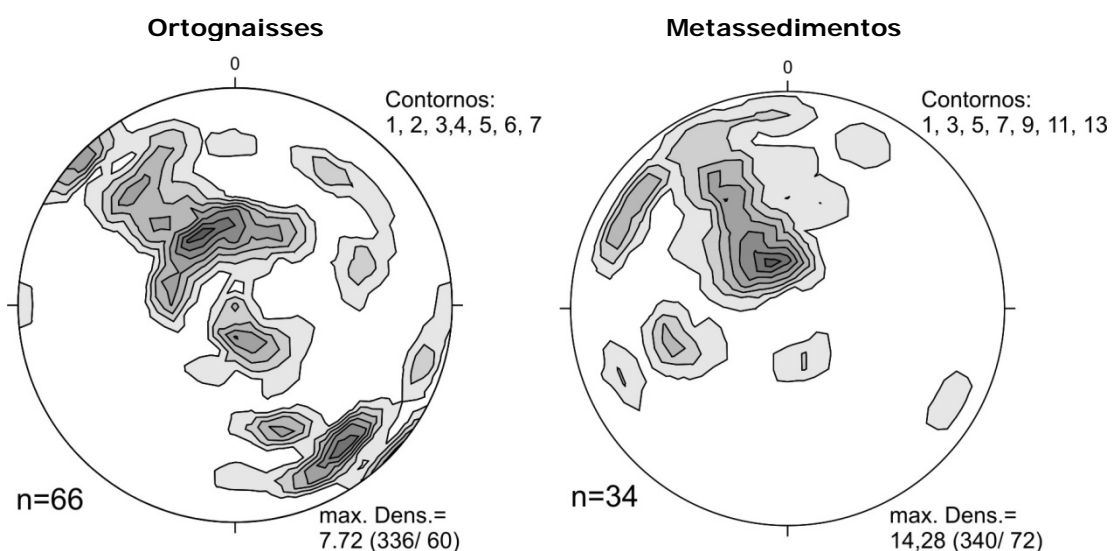 Ortognaisses
0
Contornos:
1, 2, 3,4, 5, 6, 7
n=66
max. Dens.=
7.72 (336/ 60)
Metassedimentos
0
Contornos:
1, 3, 5, 7, 9, 11, 13
n=34
max. Dens.=
14,28 (340/ 72)